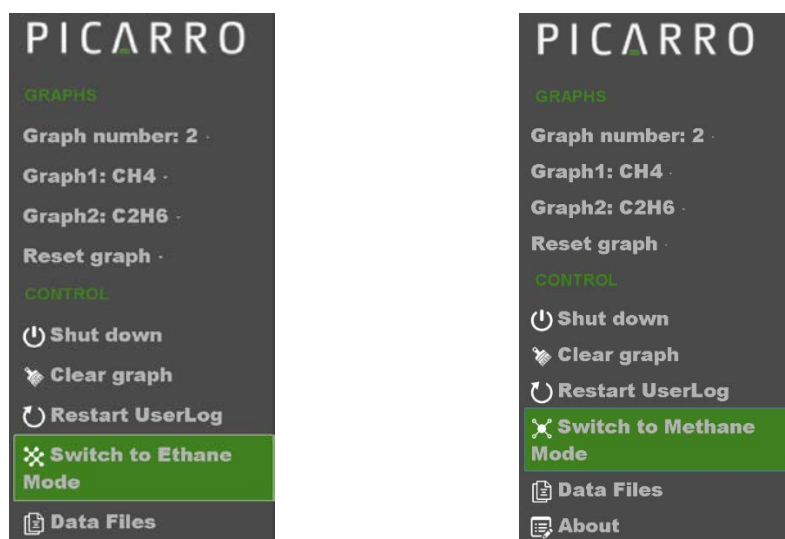 PICARRO
GRAPHS
Graph number: 2
Graph1: CH4
Graph2: C2H6
Reset graph
CONTROL
Shut down
Clear graph
Restart UserLog
Switch to Ethane
Mode
Data Files
PICARRO
GRAPHS
Graph number: 2
Graph1: CH4
Graph2: C2H6
Reset graph
CONTROL
Shut down
Clear graph
Restart UserLog
Switch to Methane
Mode
Data Files
About